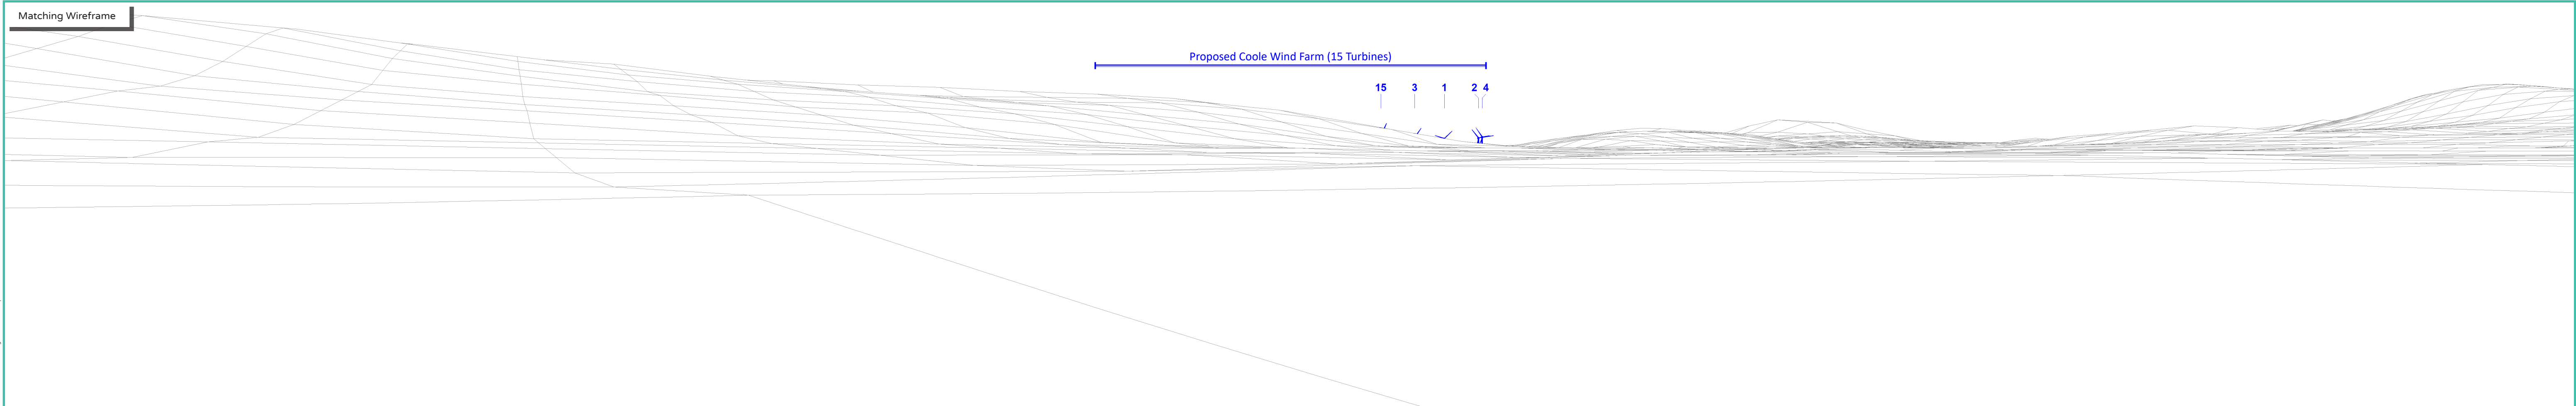 Matching Wireframe
Proposed Coole Wind Farm (15 Turbines)
15 3 1 2 4